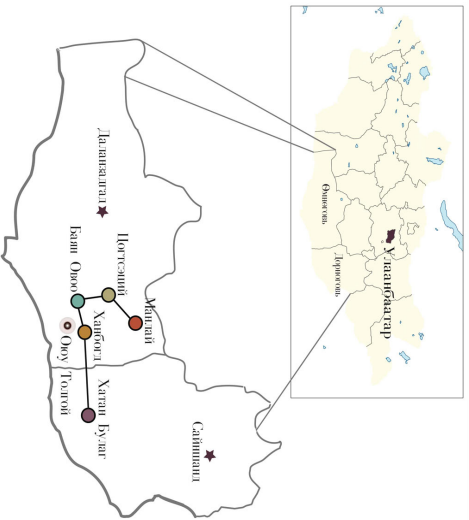 Улаанбаатар
Өмнөговь
Дорноговь
Сайншанд
Манлай
Цогтцэций
Даланзадгад
Ханбогд
Хатан Булаг
Баян Овоо
Оюу Толгой